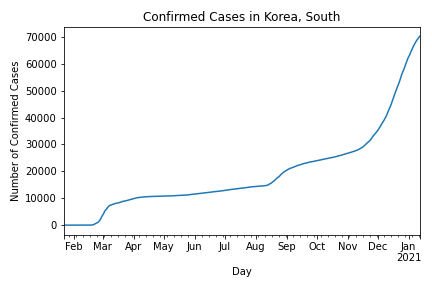 Confirmed Cases in Korea, South
Number of Confirmed Cases
70000
60000
50000
40000
30000
20000
10000
0
Feb Mar Apr May Jun Jul Aug Sep Oct Nov Dec Jan
2021
Day